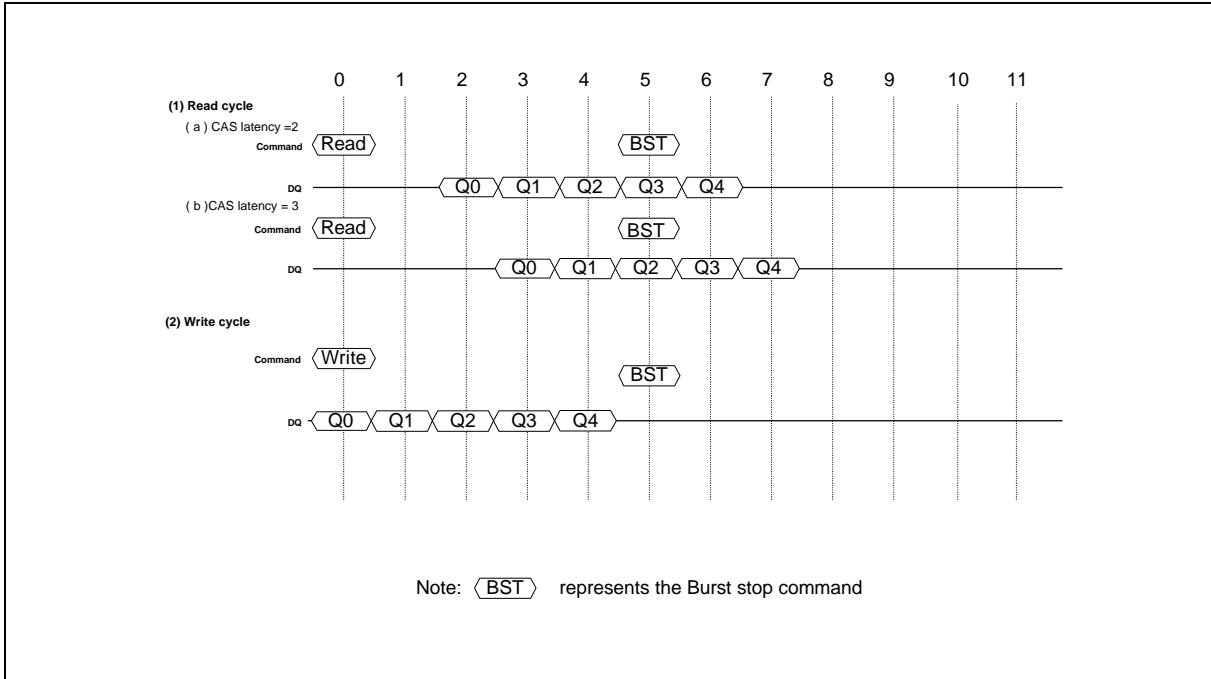 0 1 2 3 4 5 6 7 8 9 10 11
(1) Read cycle
( a ) CAS latency =2
Command Read BST
DQ Q0 Q1 Q2 Q3 Q4
( b )CAS latency = 3
Command Read BST
DQ Q0 Q1 Q2 Q3 Q4
(2) Write cycle
Command Write BST
DQ Q0 Q1 Q2 Q3 Q4
Note: BST represents the Burst stop command